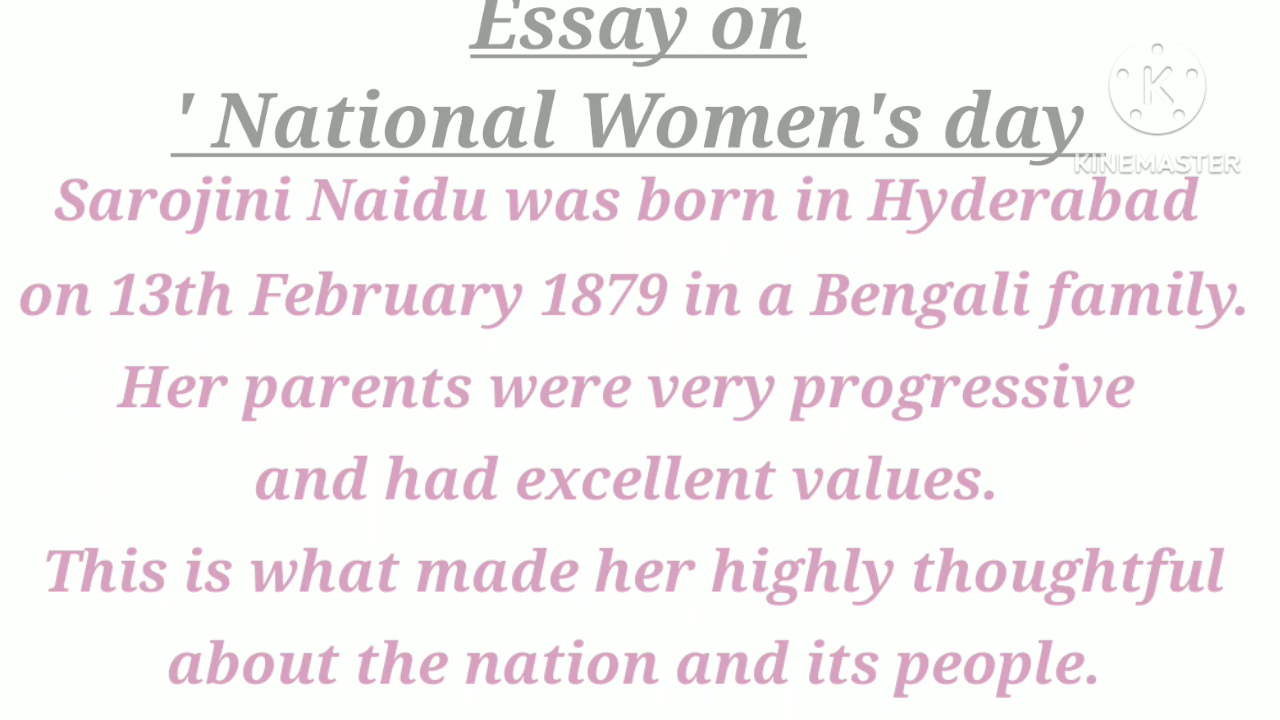 Essay on
' National Women's day
KINEMASTER
Sarojini Naidu was born in Hyderabad
on 13th February 1879 in a Bengali family.
Her parents were very progressive
and had excellent values.
This is what made her highly thoughtful
about the nation and its people.